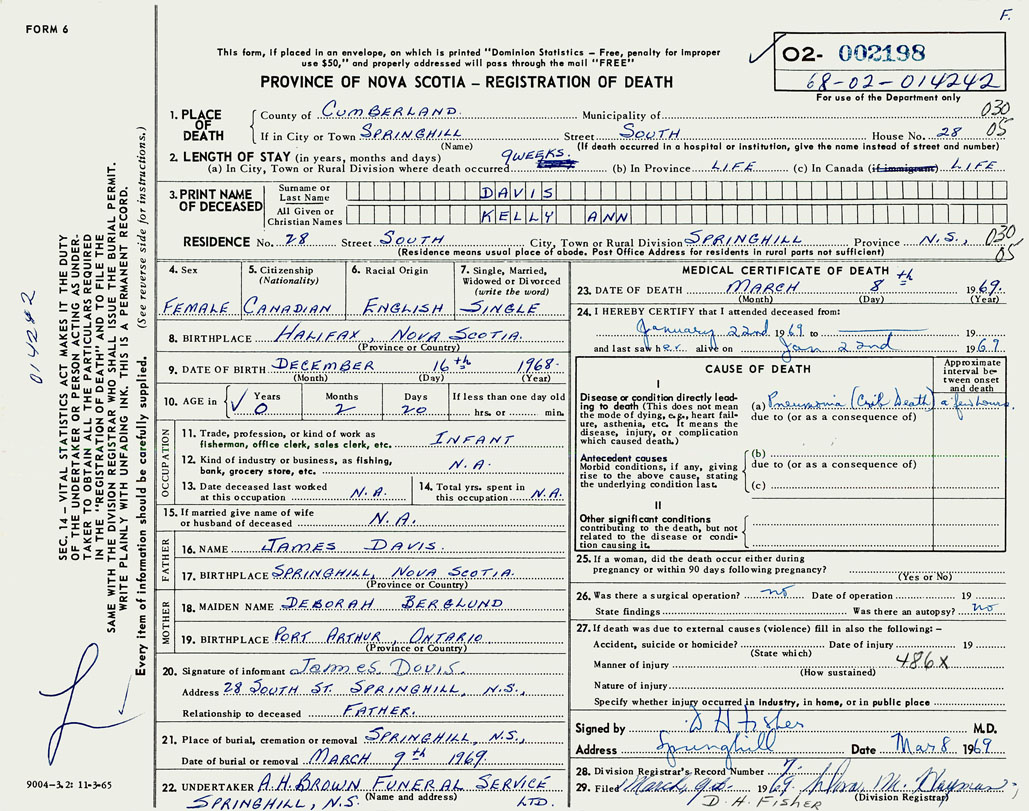 FORM 6
F.
This form, if placed in an envelope, on which is printed "Dominion Statistics – Free, penalty for improper
use $50," and properly addressed will pass through the mail "FREE"
PROVINCE OF NOVA SCOTIA – REGISTRATION OF DEATH
O2- 002198
68-02-014242
For use of the Department only
1. PLACE OF DEATH
County of CUMBERLAND Municipality of 030
If in City or Town SPRINGHILL Street SOUTH House No. 28 05
(Name) (If death occurred in a hospital or institution, give the name instead of street and number)
2. LENGTH OF STAY (in years, months and days) 9 WEEKS.
(a) In City, Town or Rural Division where death occurred (b) In Province LIFE (c) In Canada (if immigrant) LIFE
3. PRINT NAME OF DECEASED
Surname or Last Name DAVIS
All Given or Christian Names KELLY ANN
RESIDENCE No. 28 Street SOUTH City, Town or Rural Division SPRINGHILL Province N.S., 030
05
(Residence means usual place of abode. Post Office Address for residents in rural parts not sufficient)
4. Sex 5. Citizenship (Nationality) 6. Racial Origin 7. Single, Married, Widowed or Divorced (write the word)
FEMALE CANADIAN ENGLISH SINGLE
8. BIRTHPLACE HALIFAX, NOVA SCOTIA.
(Province or Country)
9. DATE OF BIRTH DECEMBER 16th 1968.
(Month) (Day) (Year)
10. AGE in Years Months Days If less than one day old
0 2 20 hrs. or min.
OCCUPATION
11. Trade, profession, or kind of work as
fisherman, office clerk, sales clerk, etc. INFANT
12. Kind of industry or business, as fishing,
bank, grocery store, etc. N.A.
13. Date deceased last worked at this occupation N.A. 14. Total yrs. spent in this occupation N.A.
15. If married give name of wife
or husband of deceased N.A.
FATHER
16. NAME JAMES DAVIS.
17. BIRTHPLACE SPRINGHILL, NOVA SCOTIA.
(Province or Country)
MOTHER
18. MAIDEN NAME DEBORAH BERGLUND
19. BIRTHPLACE PORT ARTHUR, ONTARIO
(Province or Country)
20. Signature of informant James Davis.
Address 28 SOUTH ST. SPRINGHILL, N.S.,
Relationship to deceased FATHER.
21. Place of burial, cremation or removal SPRINGHILL, N.S.,
Date of burial or removal MARCH 9th 1969.
22. UNDERTAKER A.H. BROWN FUNERAL SERVICE
SPRINGHILL, N.S. (Name and address) LTD.
MEDICAL CERTIFICATE OF DEATH
23. DATE OF DEATH MARCH 8th 1969.
(Month) (Day) (Year)
24. I HEREBY CERTIFY that I attended deceased from:
January 22nd 1969 to 19
and last saw her alive on Jan 22nd 1969
CAUSE OF DEATH
Approximate interval between onset and death
I
Disease or condition directly leading to death (This does not mean the mode of dying, e.g., heart failure, asthenia, etc. It means the disease, injury, or complication which caused death.)
(a) Pneumonia (Crib Death) a few hours.
due to (or as a consequence of)
Antecedent causes
Morbid conditions, if any, giving rise to the above cause, stating the underlying condition last.
(b)
due to (or as a consequence of)
(c)
II
Other significant conditions
contributing to the death, but not related to the disease or condition causing it.
25. If a woman, did the death occur either during
pregnancy or within 90 days following pregnancy?
(Yes or No)
26. Was there a surgical operation? no Date of operation 19
State findings Was there an autopsy? no
27. If death was due to external causes (violence) fill in also the following: –
Accident, suicide or homicide? Date of injury 19
(State which)
Manner of injury 486X
(How sustained)
Nature of injury
Specify whether injury occurred in industry, in home, or in public place
Signed by D H Fisher M.D.
Address Springhill Date Mar 8 1969
28. Division Registrar's Record Number 7.
29. Filed March, 1969
(Division Registrar)
D. H. FISHER
SEC. 14 – VITAL STATISTICS ACT MAKES IT THE DUTY
OF THE UNDERTAKER OR PERSON ACTING AS UNDER-
TAKER TO OBTAIN ALL THE PARTICULARS REQUIRED
IN THE "REGISTRATION OF DEATH AND TO FILE THE
SAME WITH THE DIVISION REGISTRAR WHO SHALL ISSUE THE BURIAL PERMIT.
WRITE PLAINLY WITH UNFADING INK. THIS IS A PERMANENT RECORD.
Every item of information should be carefully supplied. (See reverse side for instructions.)
014242
9004-3.2: 11-3-65